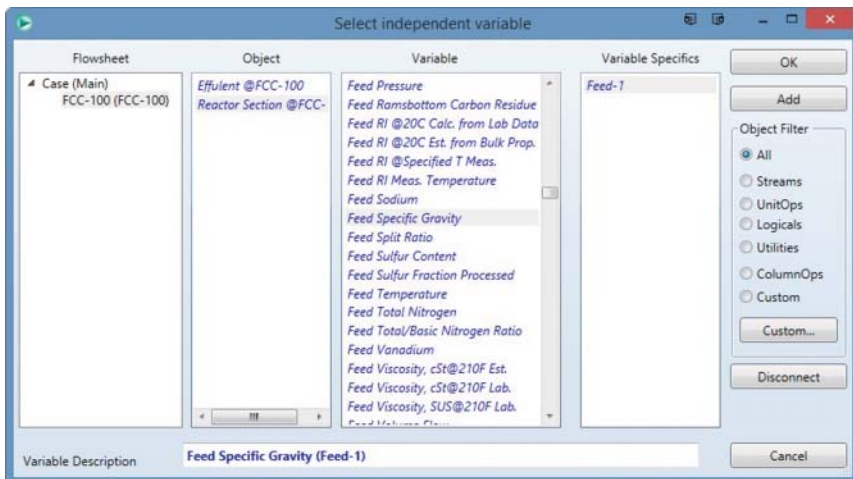 Select independent variable
Flowsheet
Object
Variable
Variable Specifics
Case (Main)
FCC-100 (FCC-100)
Effulent @FCC-100
Reactor Section @FCC-
Feed Pressure
Feed Ramsbottom Carbon Residue
Feed RI @20C Calc. from Lab Data
Feed RI @20C Est. from Bulk Prop.
Feed RI @Specified T Meas.
Feed RI Meas. Temperature
Feed Sodium
Feed Specific Gravity
Feed Split Ratio
Feed Sulfur Content
Feed Sulfur Fraction Processed
Feed Temperature
Feed Total Nitrogen
Feed Total/Basic Nitrogen Ratio
Feed Vanadium
Feed Viscosity, cSt@210F Est.
Feed Viscosity, cSt@210F Lab.
Feed Viscosity, SUS@210F Lab.
Feed Volume Flow
Feed-1
OK
Add
Object Filter
All
Streams
UnitOps
Logicals
Utilities
ColumnOps
Custom
Custom...
Disconnect
Variable Description
Feed Specific Gravity (Feed-1)
Cancel